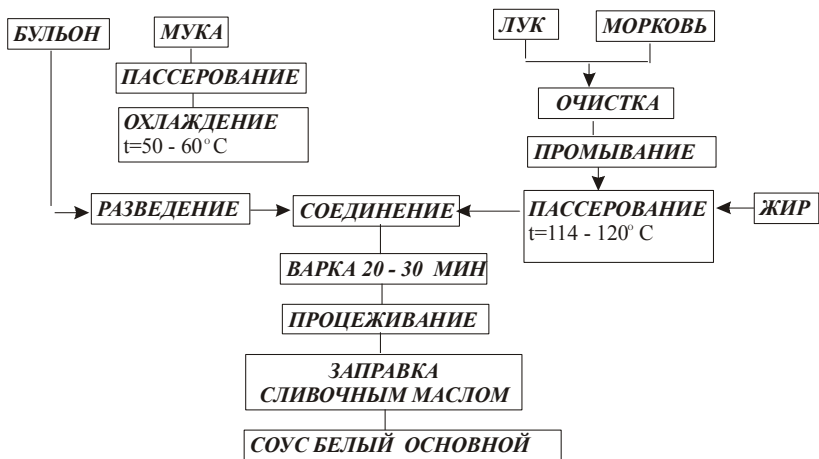 БУЛЬОН
МУКА
ЛУК
МОРКОВЬ
ПАССЕРОВАНИЕ
ОЧИСТКА
ОХЛАЖДЕНИЕ
t=50 - 60° C
ПРОМЫВАНИЕ
РАЗВЕДЕНИЕ
СОЕДИНЕНИЕ
ПАССЕРОВАНИЕ
t=114 - 120° C
ЖИР
ВАРКА 20 - 30 МИН
ПРОЦЕЖИВАНИЕ
ЗАПРАВКА
СЛИВОЧНЫМ МАСЛОМ
СОУС БЕЛЫЙ ОСНОВНОЙ